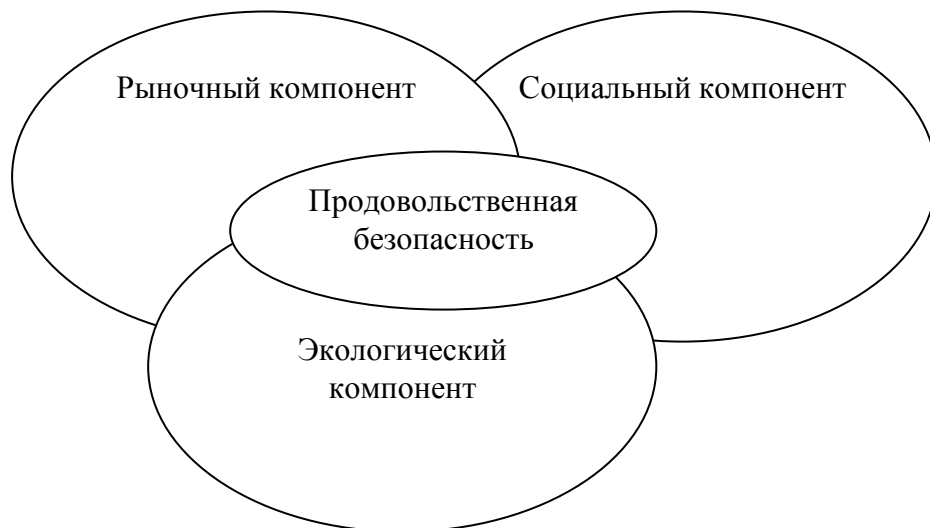 Рыночный компонент
Социальный компонент
Продовольственная
безопасность
Экологический
компонент